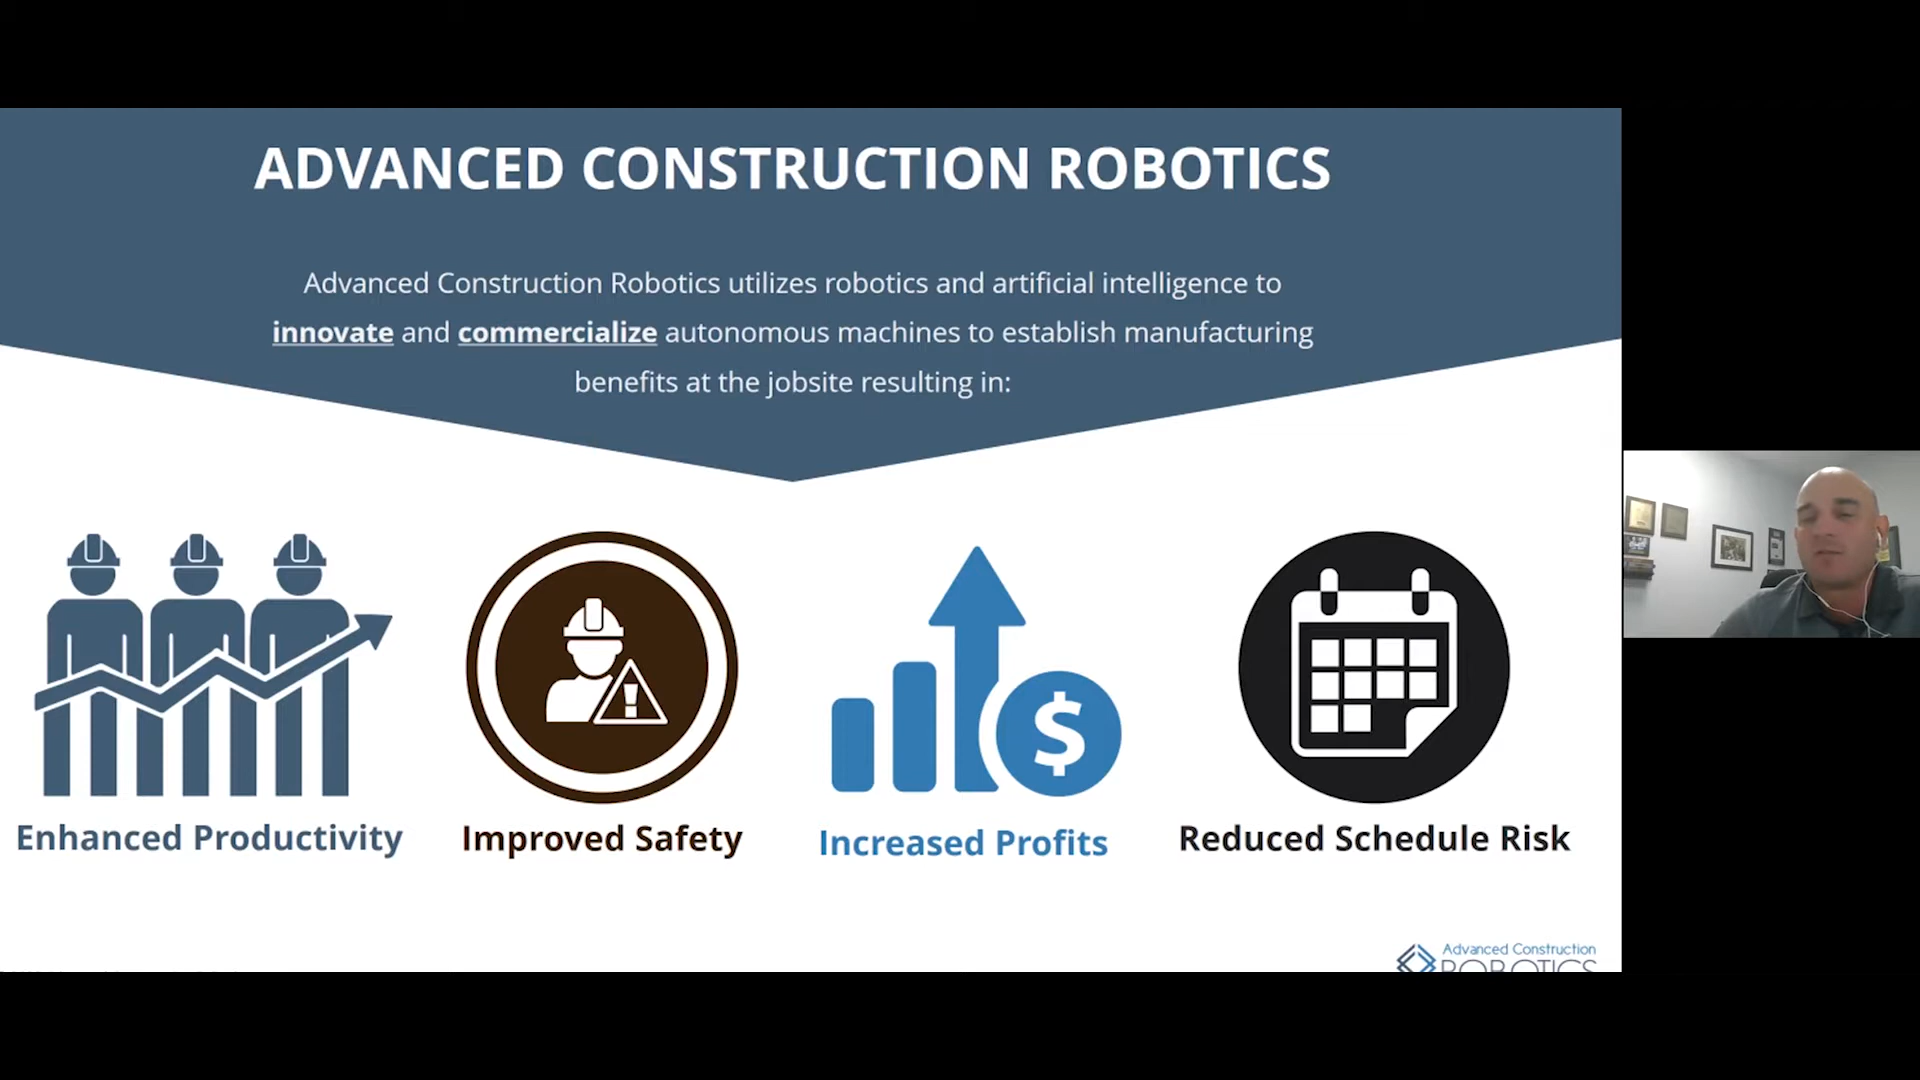 ADVANCED CONSTRUCTION ROBOTICS
Advanced Construction Robotics utilizes robotics and artificial intelligence to
innovate and commercialize autonomous machines to establish manufacturing
benefits at the jobsite resulting in:
$
Enhanced Productivity
Improved Safety
Increased Profits
Reduced Schedule Risk
Advanced Construction
ROBOTICS